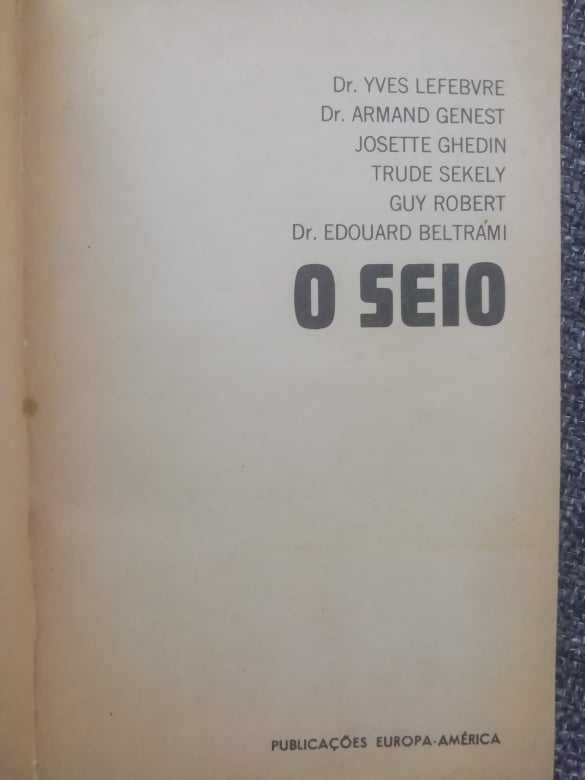 Dr. YVES LEFEBVRE
Dr. ARMAND GENEST
JOSETTE GHEDIN
TRUDE SEKELY
GUY ROBERT
Dr. EDOUARD BELTRÁMI
O SEIO
PUBLICAÇÕES EUROPA-AMÉRICA